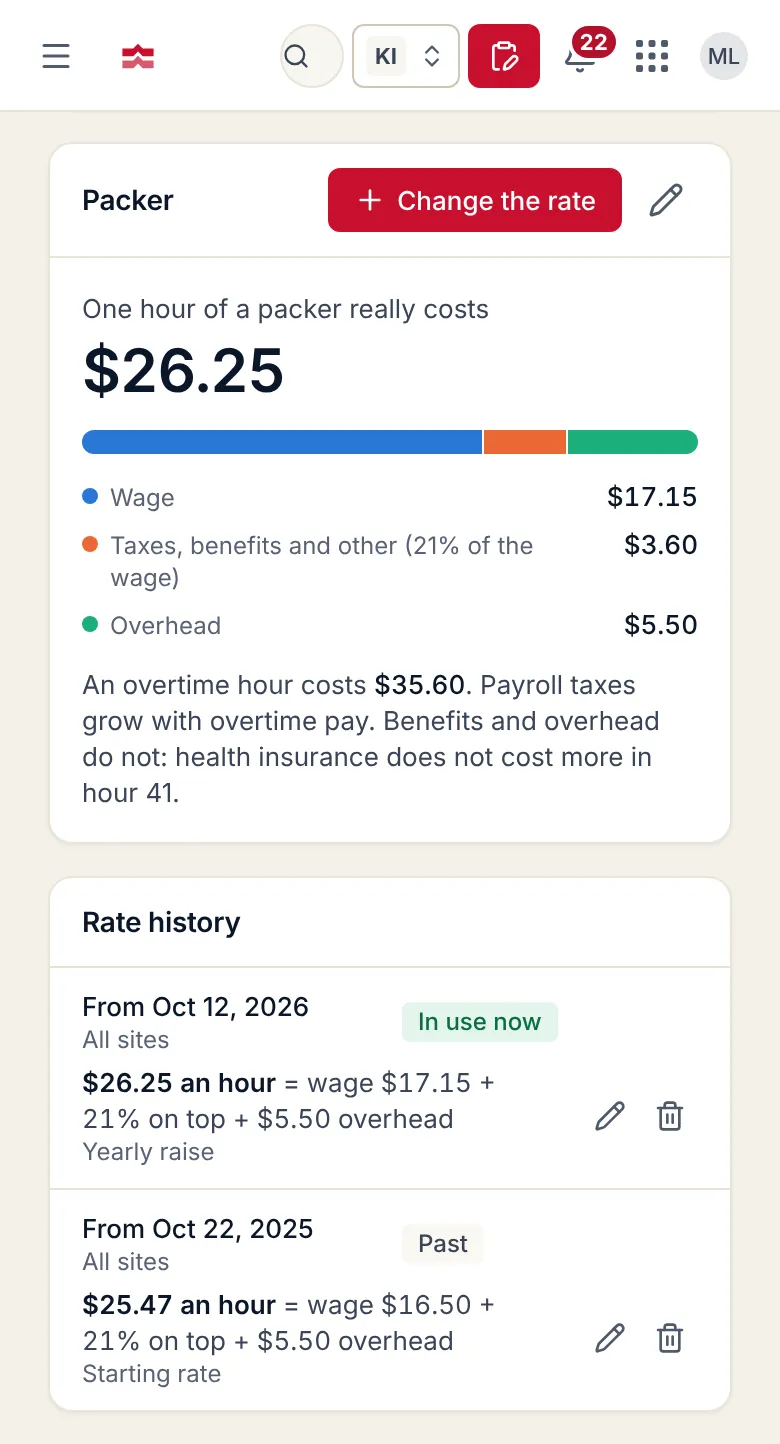 KI
22
ML
Packer
Change the rate
One hour of a packer really costs
$26.25
Wage
$17.15
Taxes, benefits and other (21% of the
wage)
$3.60
Overhead
$5.50
An overtime hour costs $35.60. Payroll taxes
grow with overtime pay. Benefits and overhead
do not: health insurance does not cost more in
hour 41.
Rate history
From Oct 12, 2026
All sites
In use now
$26.25 an hour = wage $17.15 +
21% on top + $5.50 overhead
Yearly raise
From Oct 22, 2025
All sites
Past
$25.47 an hour = wage $16.50 +
21% on top + $5.50 overhead
Starting rate